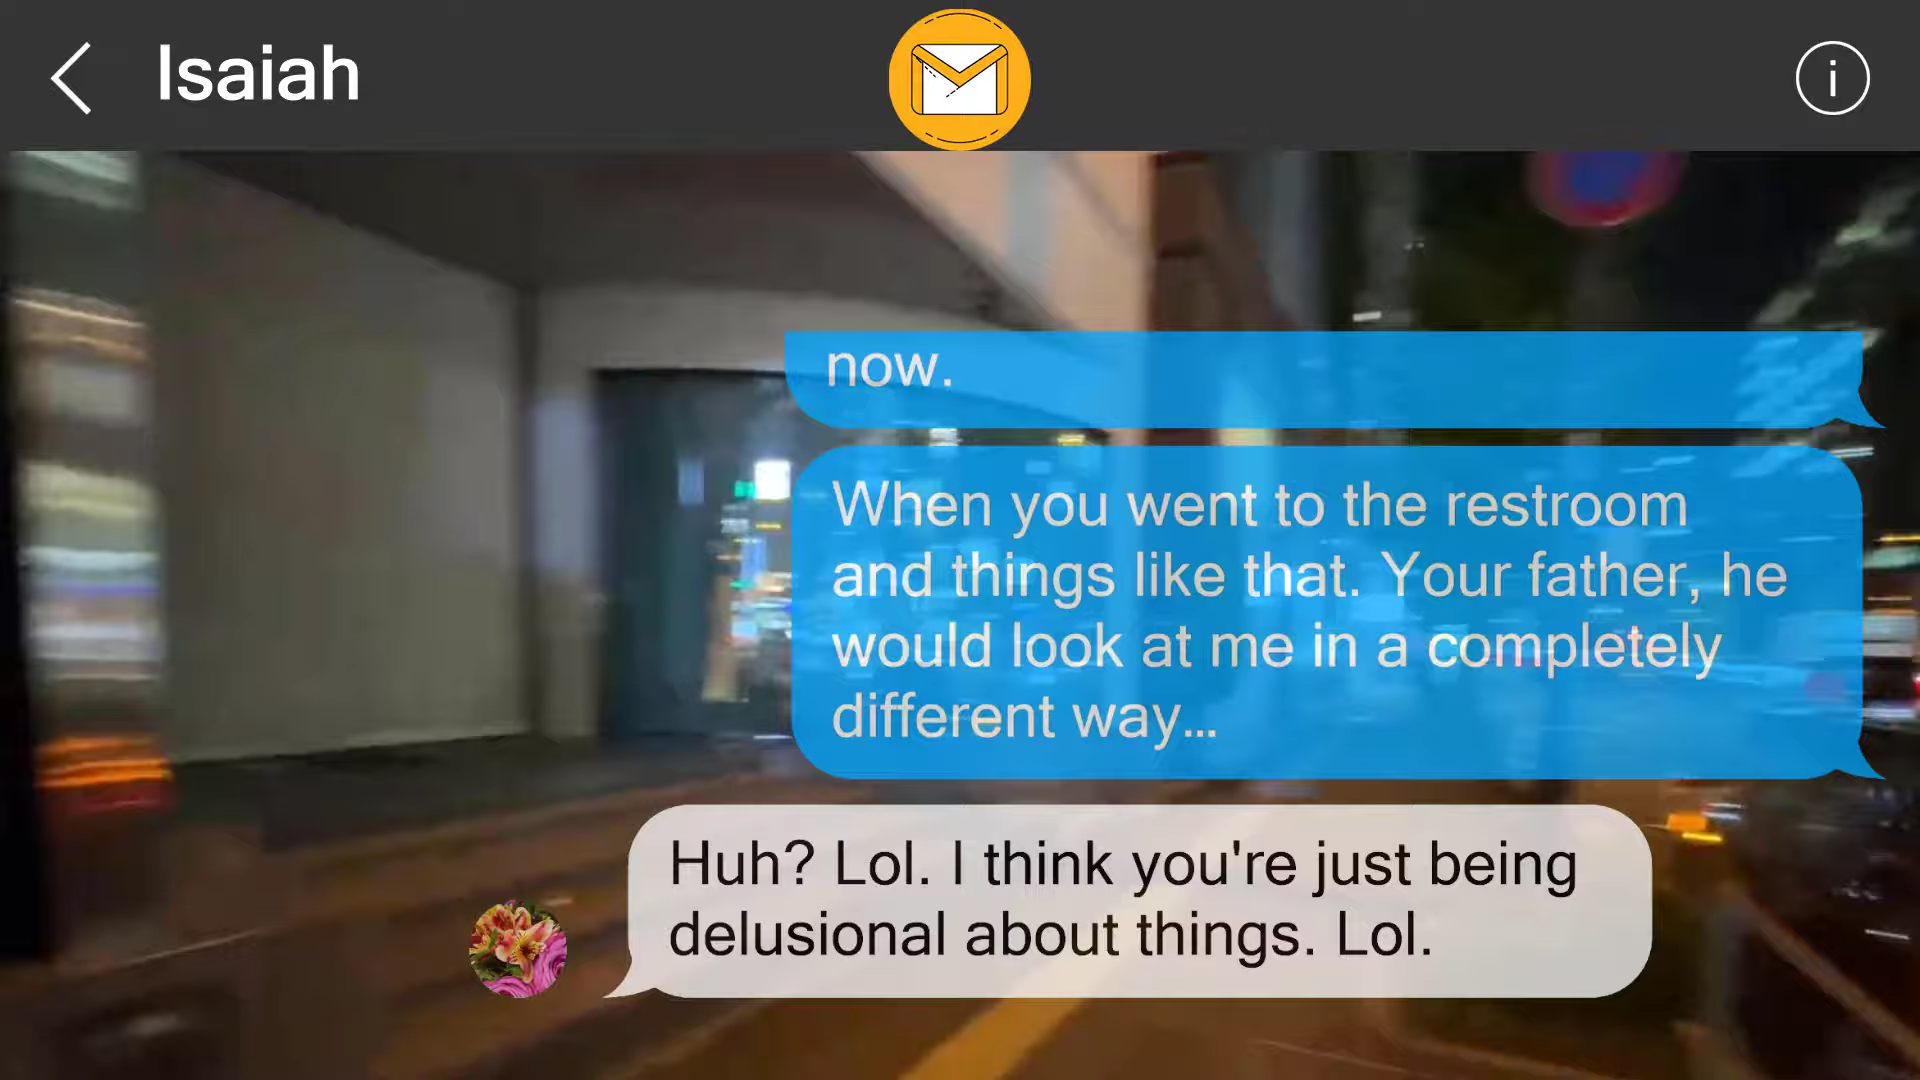 Isaiah
now.
When you went to the restroom
and things like that. Your father, he
would look at me in a completely
different way...
Huh? Lol. I think you're just being
delusional about things. Lol.